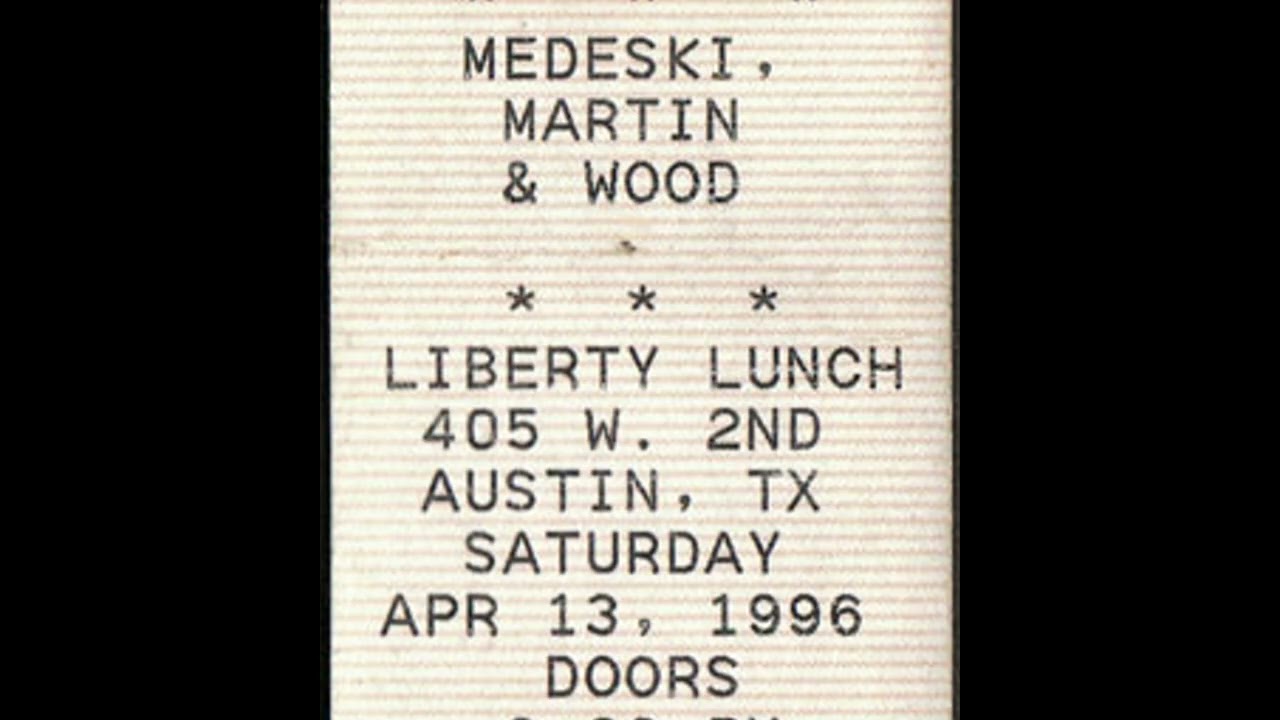 MEDESKI,
MARTIN
& WOOD
* * *
LIBERTY LUNCH
405 W. 2ND
AUSTIN, TX
SATURDAY
APR 13, 1996
DOORS